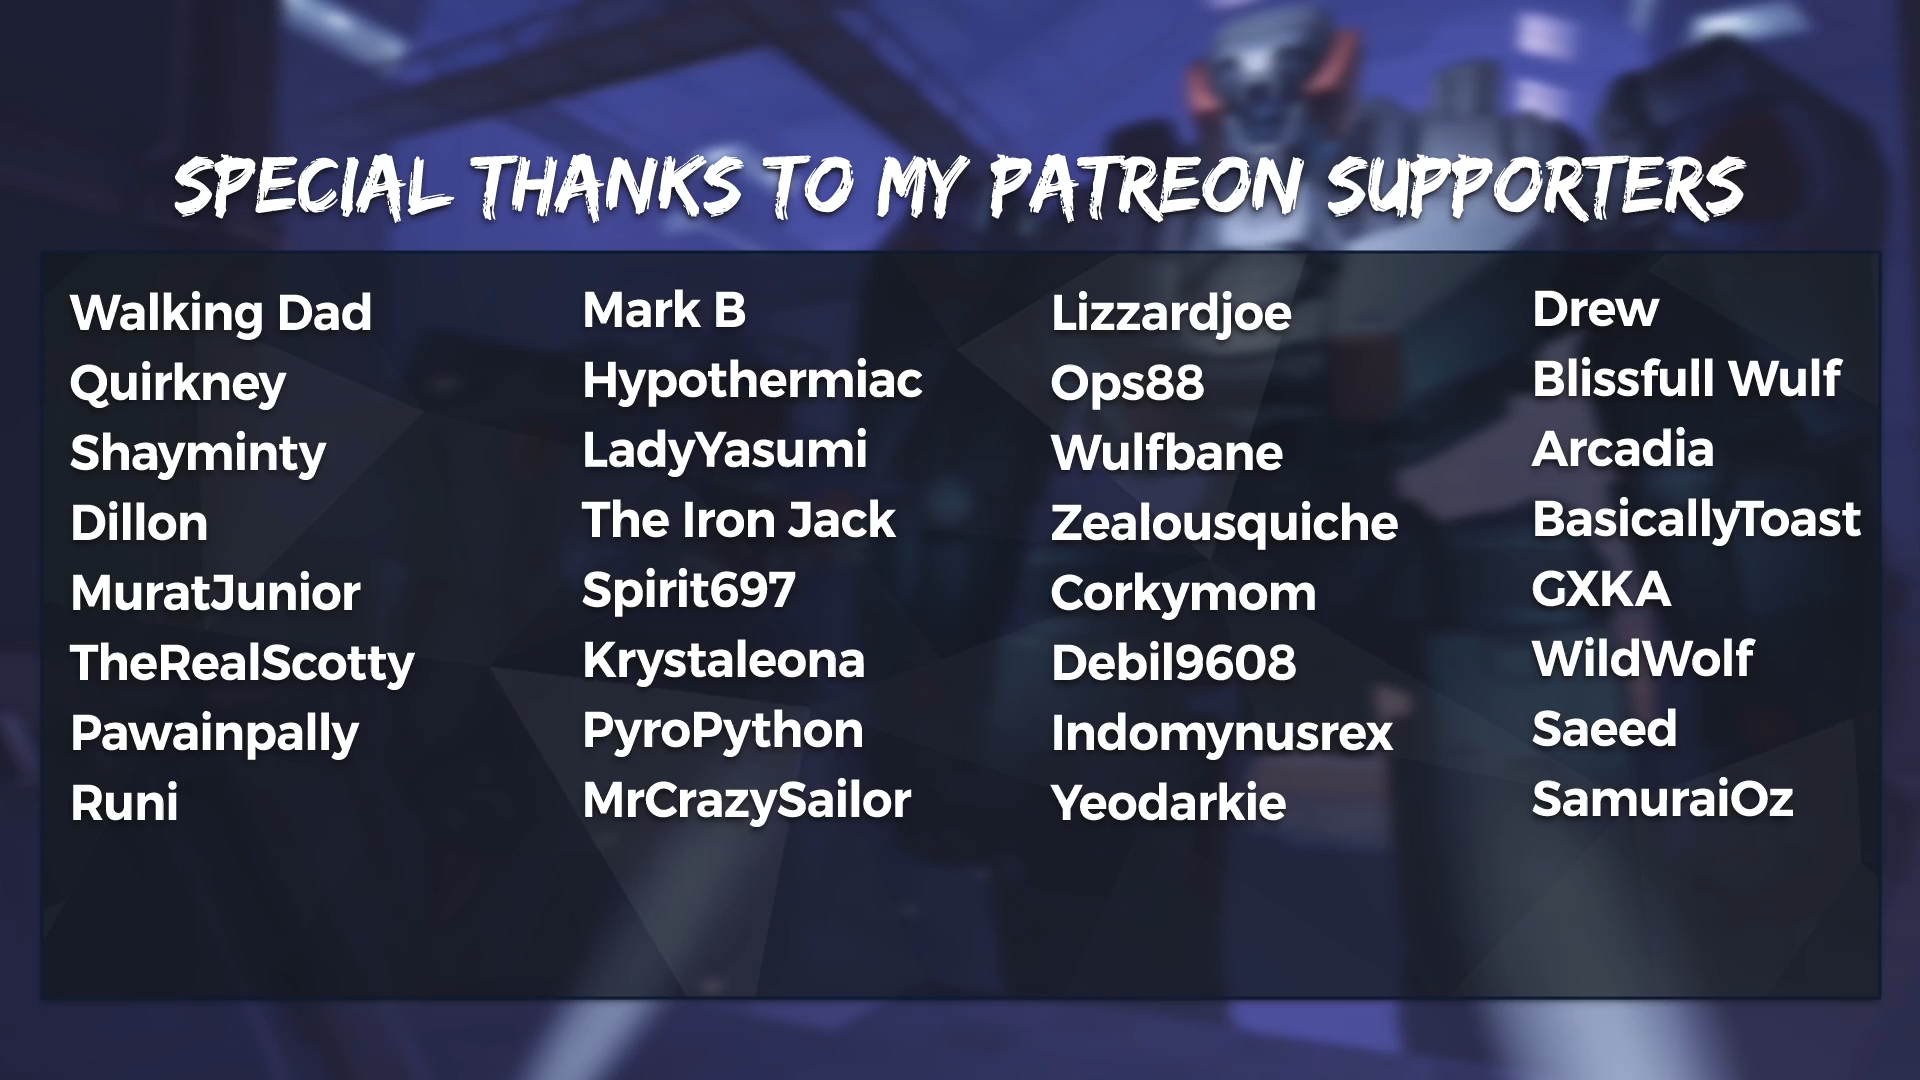 SPECIAL THANKS TO MY PATREON SUPPORTERS
Walking Dad
Quirkney
Shayminty
Dillon
MuratJunior
TheRealScotty
Pawainpally
Runi
Mark B
Hypothermiac
LadyYasumi
The Iron Jack
Spirit697
Krystaleona
PyroPython
MrCrazySailor
Lizzardjoe
Ops88
Wulfbane
Zealousquiche
Corkymom
Debil9608
Indomynusrex
Yeodarkie
Drew
Blissfull Wulf
Arcadia
BasicallyToast
GXKA
WildWolf
Saeed
SamuraiOz